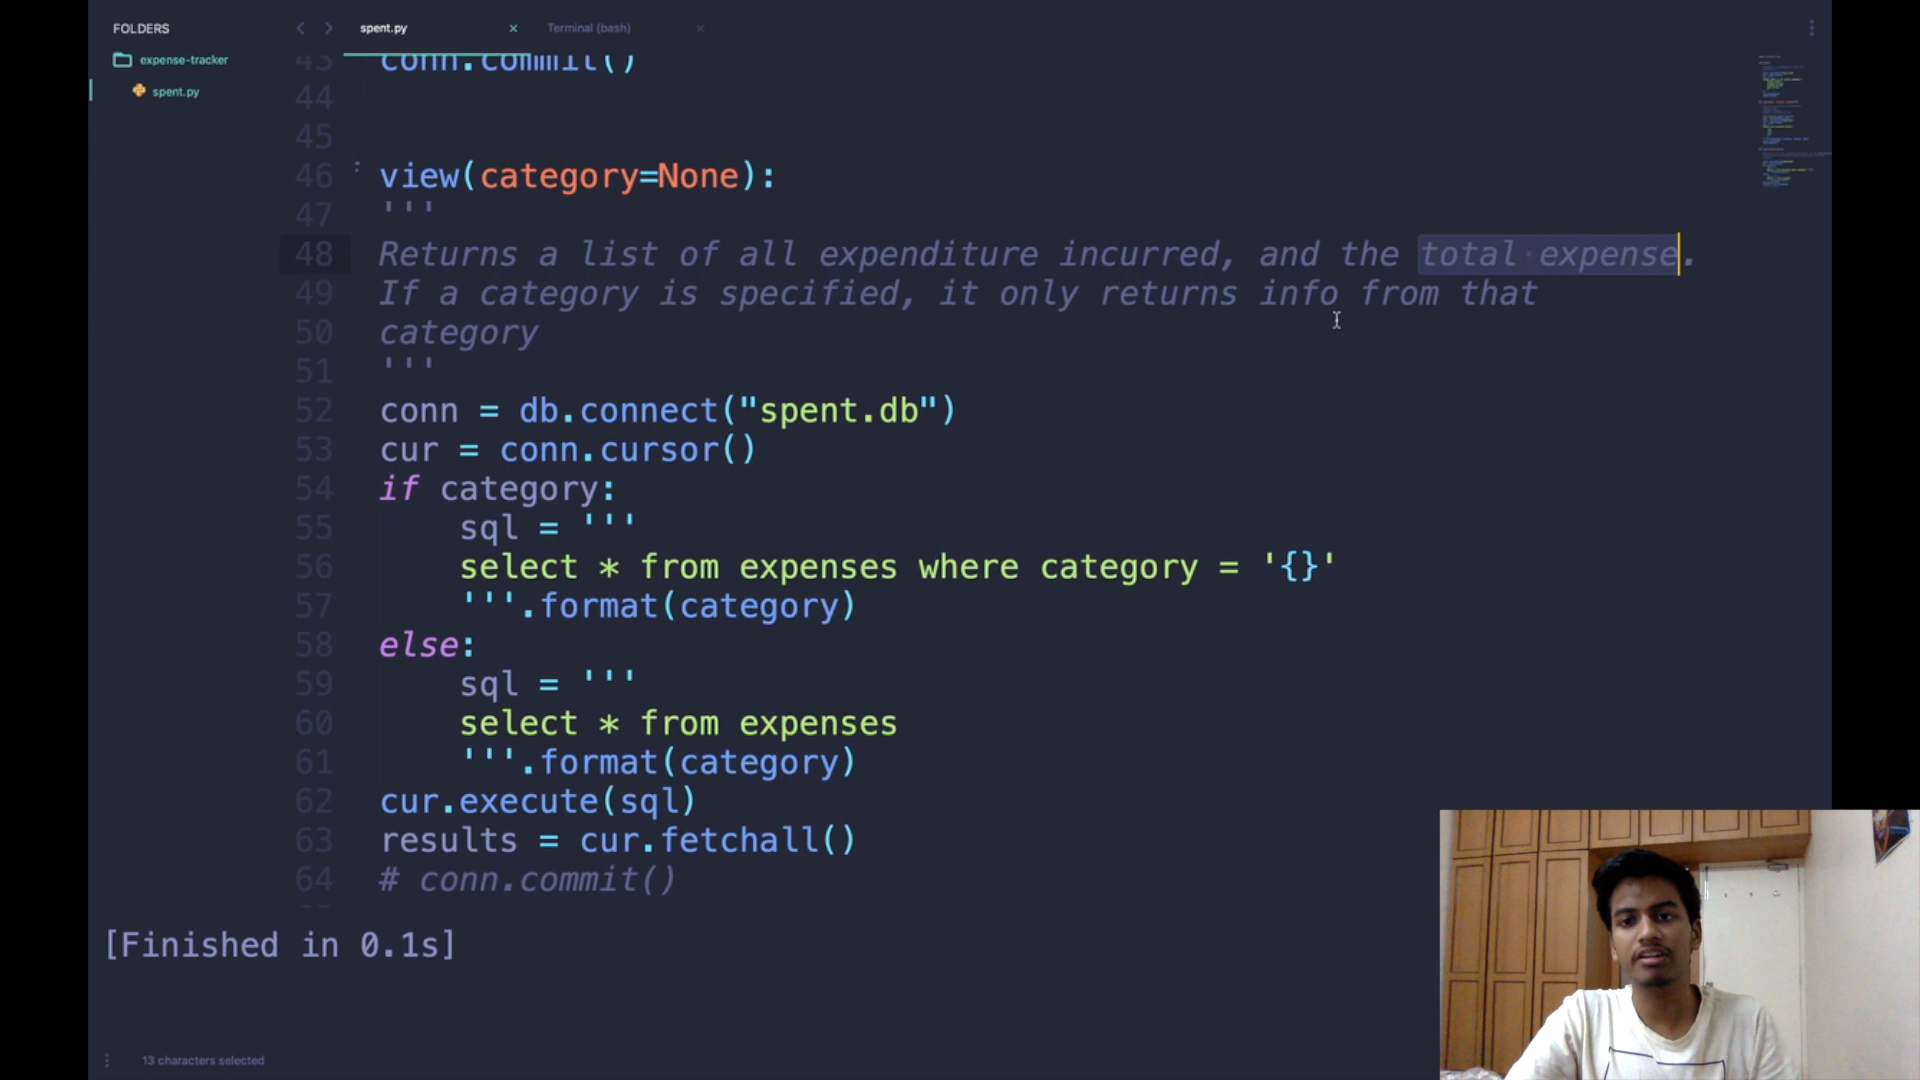 FOLDERS
expense-tracker
spent.py
spent.py
Terminal (bash)
43 conn.commit()
44
45
46 view(category=None):
47 '''
48 Returns a list of all expenditure incurred, and the total expense.
49 If a category is specified, it only returns info from that
50 category
51 '''
52 conn = db.connect("spent.db")
53 cur = conn.cursor()
54 if category:
55 sql = '''
56 select * from expenses where category = '{}'
57 '''.format(category)
58 else:
59 sql = '''
60 select * from expenses
61 '''.format(category)
62 cur.execute(sql)
63 results = cur.fetchall()
64 # conn.commit()
[Finished in 0.1s]
13 characters selected